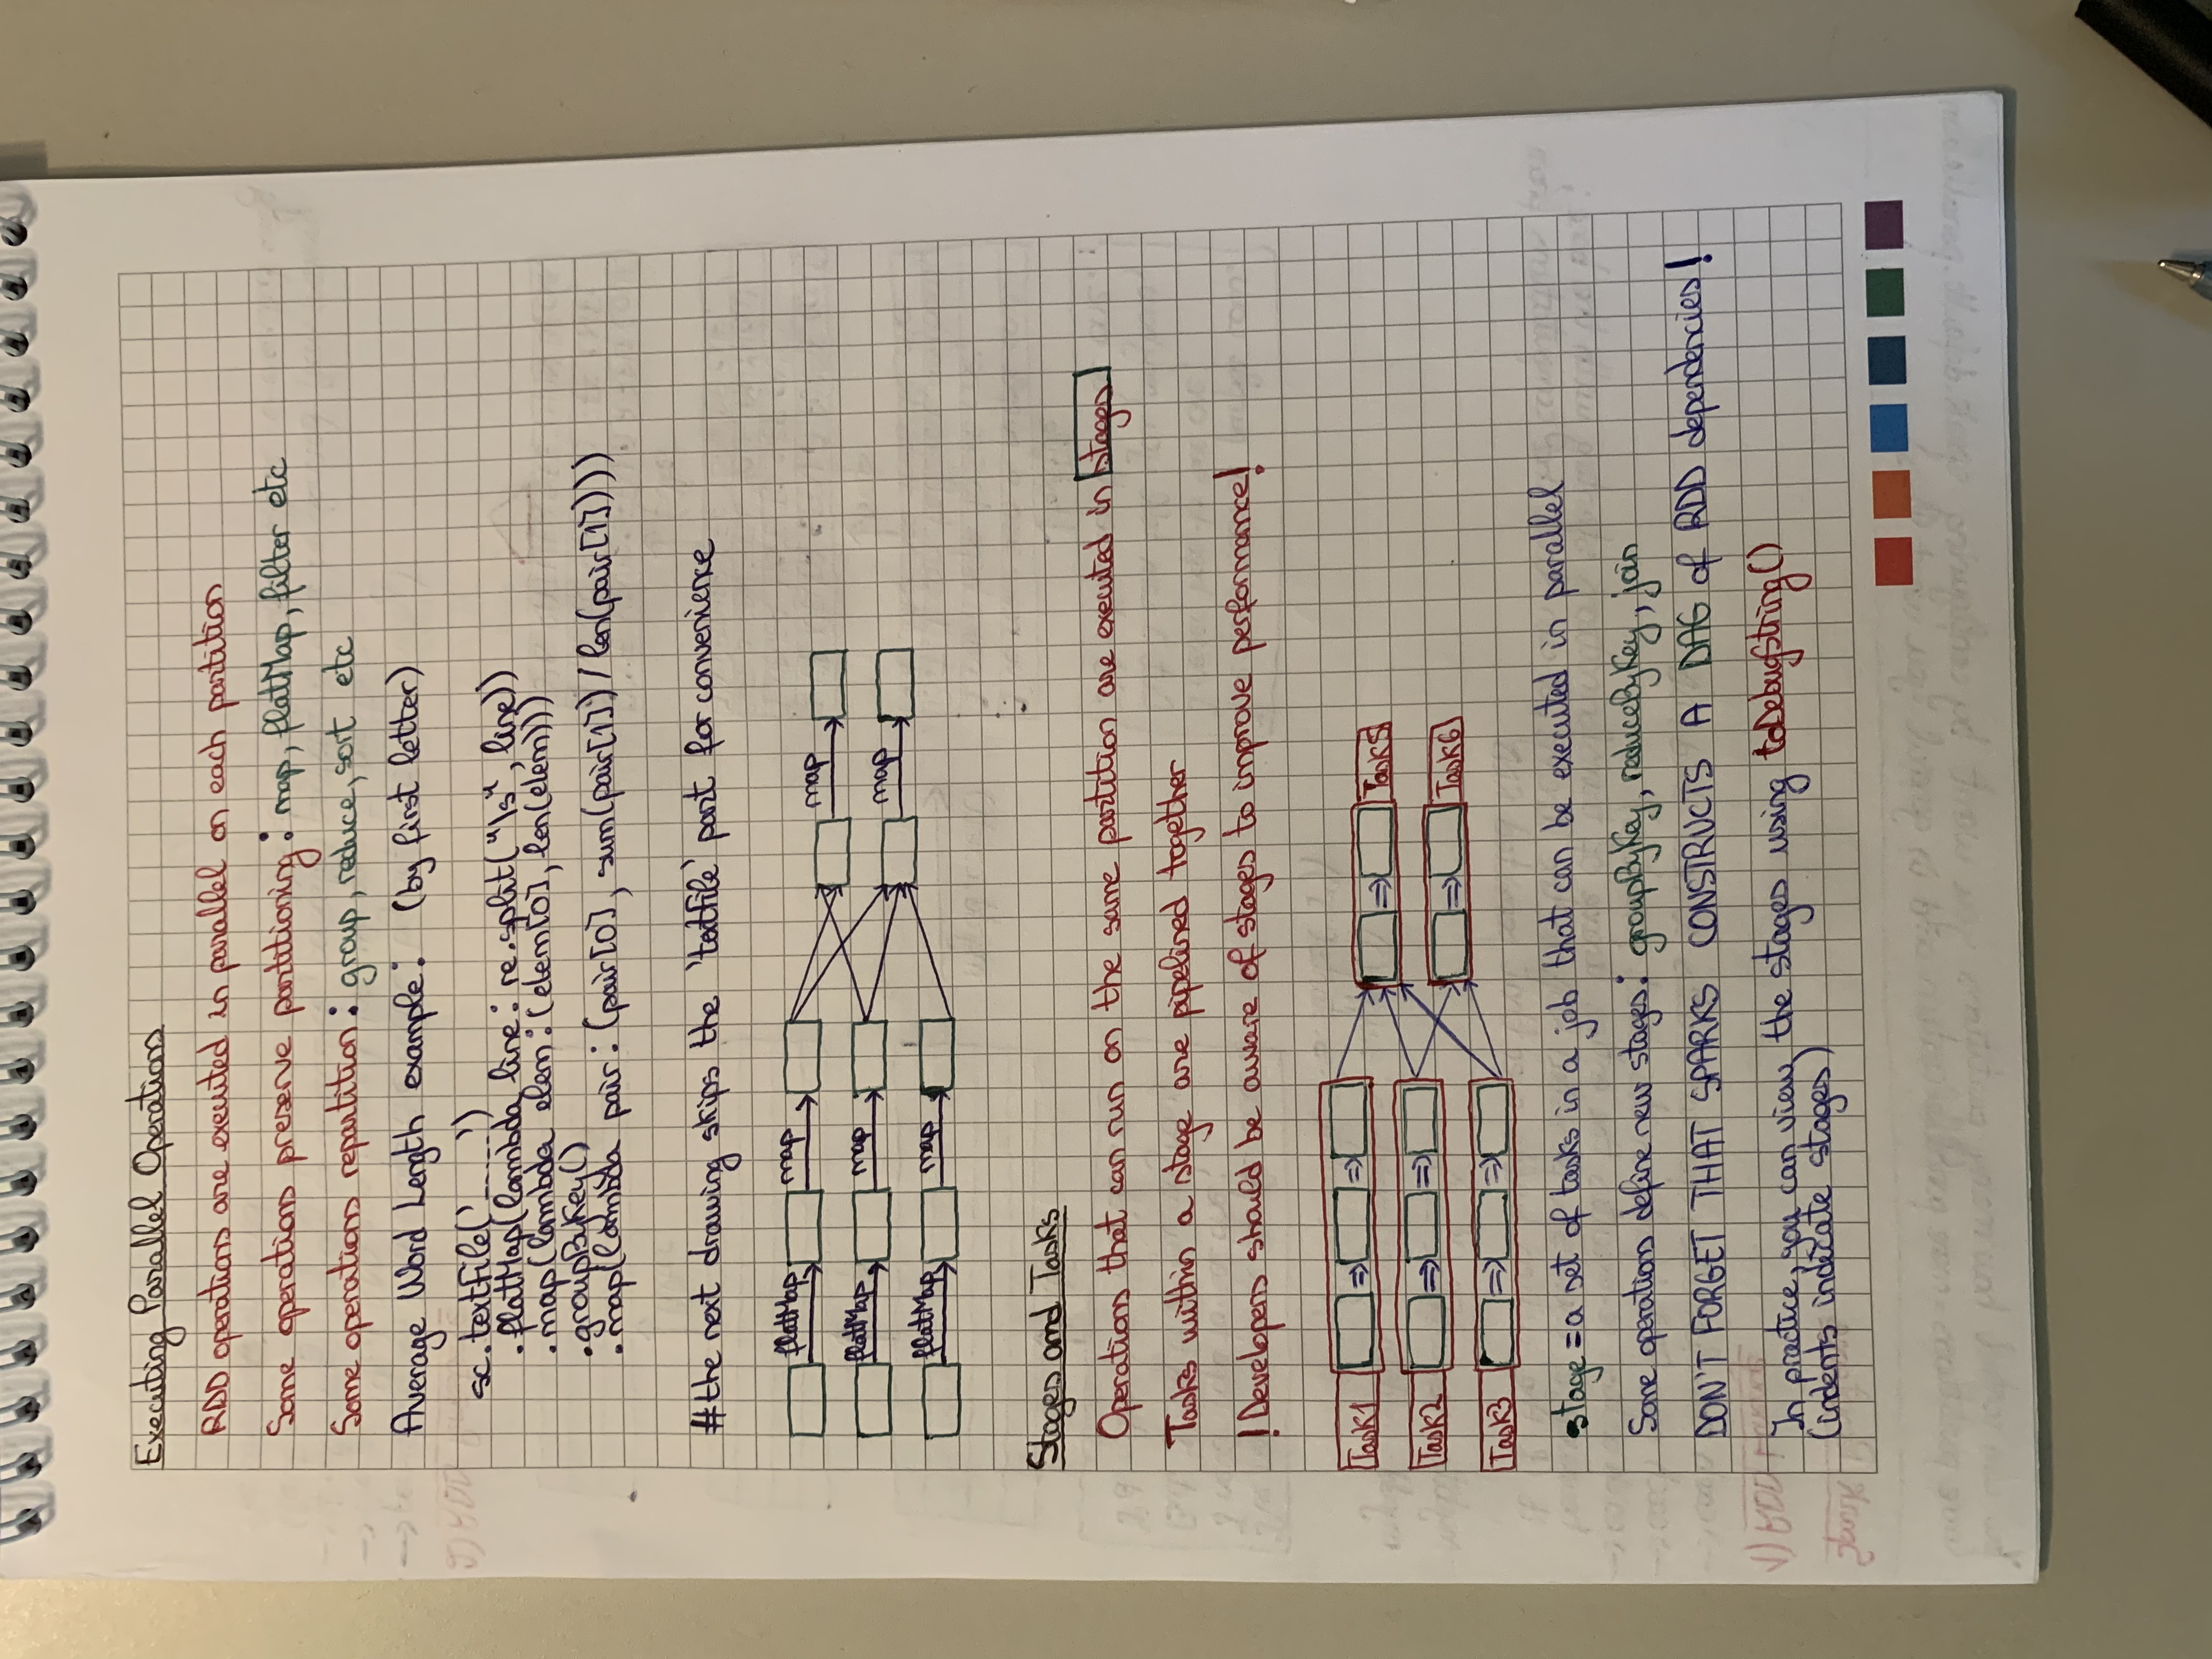 Executing Parallel Operations
RDD operations are executed in parallel on each partition
Some operations preserve partitioning: map, flatMap, filter etc
Some operations repartition: group, reduce, sort etc
Average Word Length example: (by first letter)
sc.textfile('____')
.flatMap(lambda line: re.split("\s", line))
.map(lambda elem: (elem[0], len(elem)))
.groupByKey()
.map(lambda pair: (pair[0], sum(pair[1])/len(pair[1])))
#the next drawing skips the 'textfile' part for convenience
flatMap map
map
flatMap map
map
flatMap map
Stages and Tasks
Operations that can run on the same partition are executed in stages
Tasks within a stage are pipelined together
! Developers should be aware of stages to improve performance!
Task1
Task5
Task2
Task6
Task3
stage = a set of tasks in a job that can be executed in parallel
Some operations define new stages: groupByKey, reduceByKey, join
DON'T FORGET THAT SPARKS CONSTRUCTS A DAG of RDD dependencies!
In practice, you can view the stages using toDebugString()
(indents indicate stages)